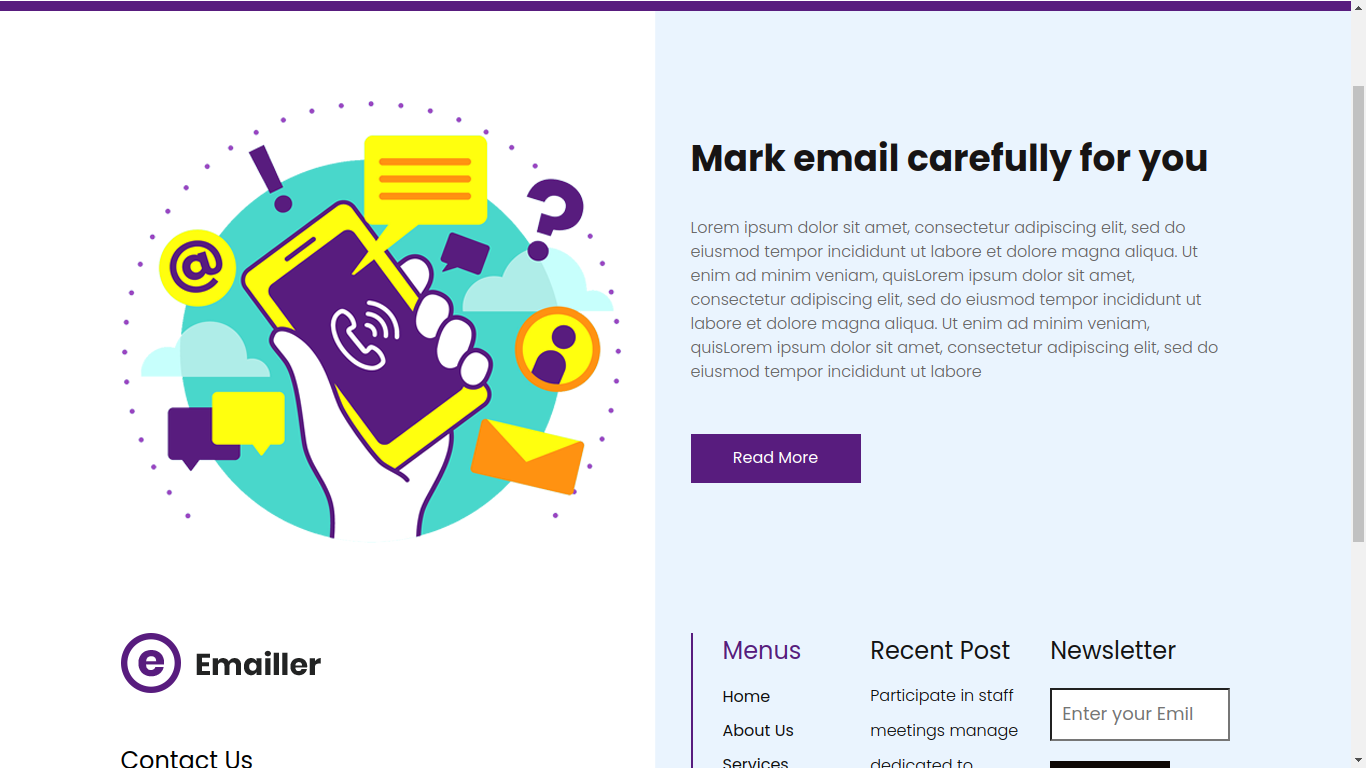 @
Mark email carefully for you
Lorem ipsum dolor sit amet, consectetur adipiscing elit, sed do
eiusmod tempor incididunt ut labore et dolore magna aliqua. Ut
enim ad minim veniam, quisLorem ipsum dolor sit amet,
consectetur adipiscing elit, sed do eiusmod tempor incididunt ut
labore et dolore magna aliqua. Ut enim ad minim veniam,
quisLorem ipsum dolor sit amet, consectetur adipiscing elit, sed do
eiusmod tempor incididunt ut labore
Read More
e Emailler
Contact Us
Menus
Home
About Us
Services
Recent Post
Participate in staff
meetings manage
dedicated to
Newsletter
Enter your Emil